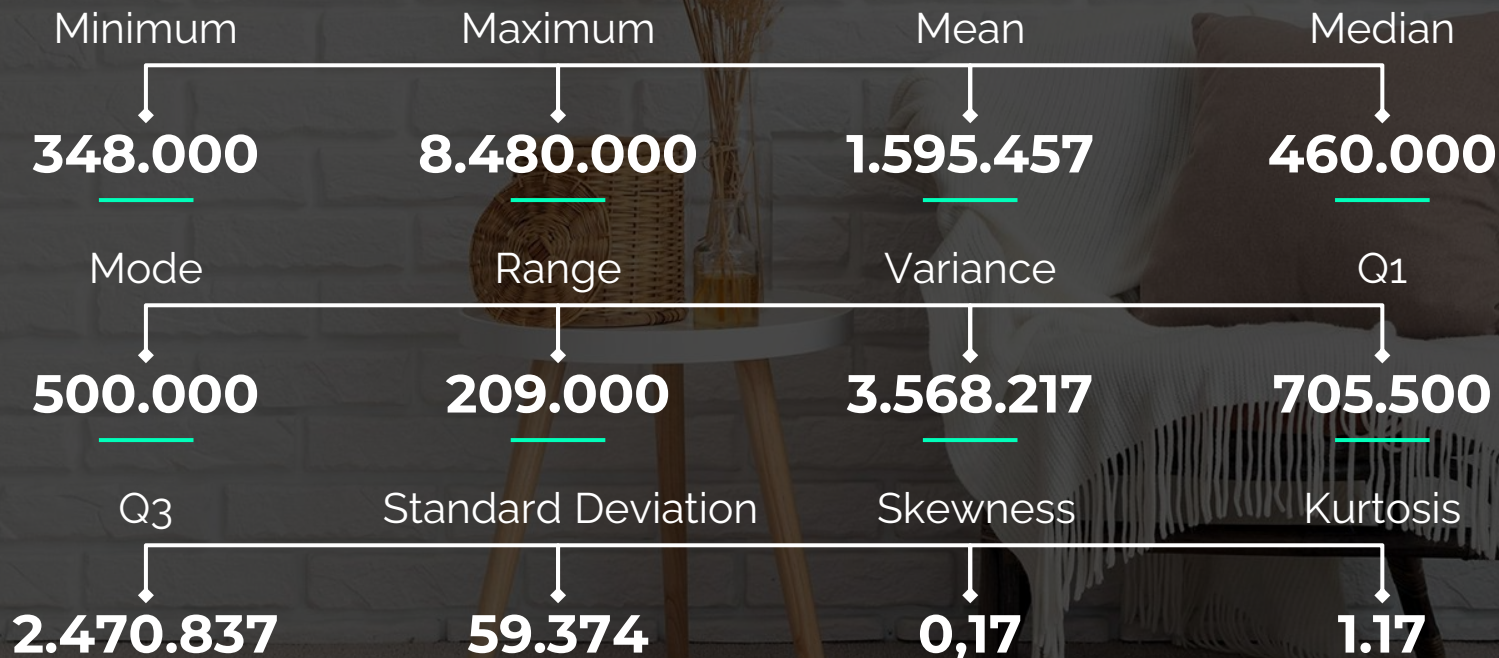 Minimum Maximum Mean Median
348.000 8.480.000 1.595.457 460.000
Mode Range Variance Q1
500.000 209.000 3.568.217 705.500
Q3 Standard Deviation Skewness Kurtosis
2.470.837 59.374 0,17 1.17